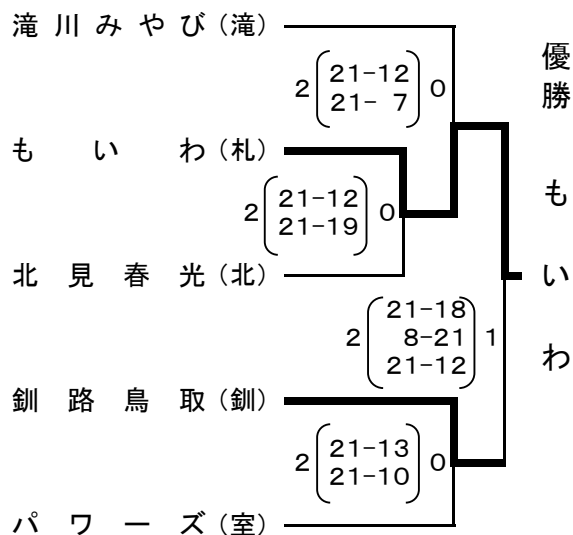 滝川みやび(滝)
2 21-12 0
21- 7
もいわ(札)
2 21-12 0
21-19
北見春光(北)
2 21-18 1
8-21
21-12
釧路鳥取(釧)
2 21-13 0
21-10
パワーズ(室)
優勝 もいわ